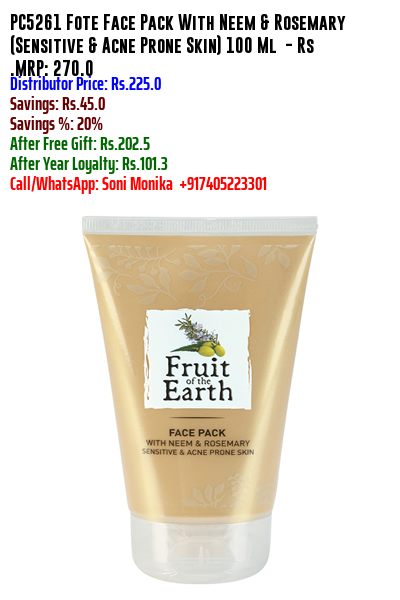 PC5261 Fote Face Pack With Neem & Rosemary
(Sensitive & Acne Prone Skin) 100 Ml - Rs
.MRP: 270.0
Distributor Price: Rs.225.0
Savings: Rs.45.0
Savings %: 20%
After Free Gift: Rs.202.5
After Year Loyalty: Rs.101.3
Call/WhatsApp: Soni Monika +917405223301
Fruit
of the
Earth
FACE PACK
WITH NEEM & ROSEMARY
SENSITIVE & ACNE PRONE SKIN